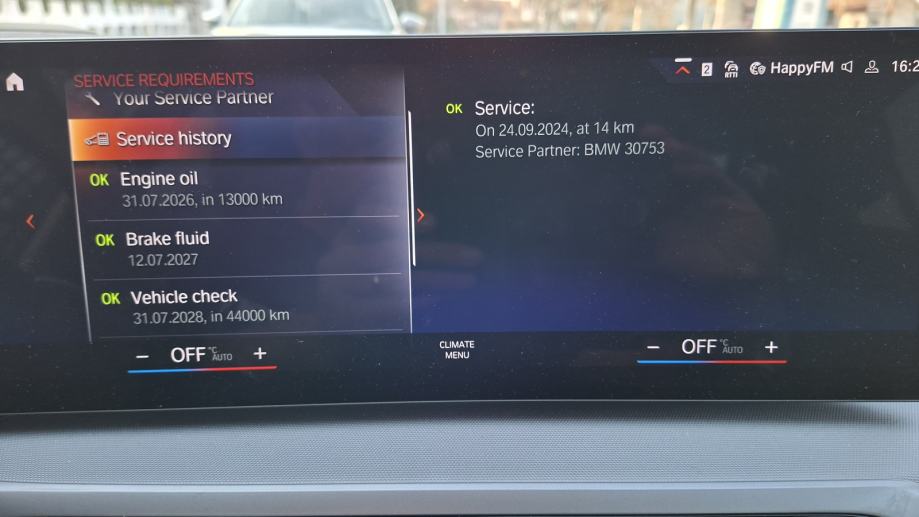 SERVICE REQUIREMENTS
Your Service Partner
Service history
OK Engine oil
31.07.2026, in 13000 km
OK Brake fluid
12.07.2027
OK Vehicle check
31.07.2028, in 44000 km
2 RTTI HappyFM
OK Service:
On 24.09.2024, at 14 km
Service Partner: BMW 30753
− OFF °C AUTO +
CLIMATE
MENU
− OFF °C AUTO +